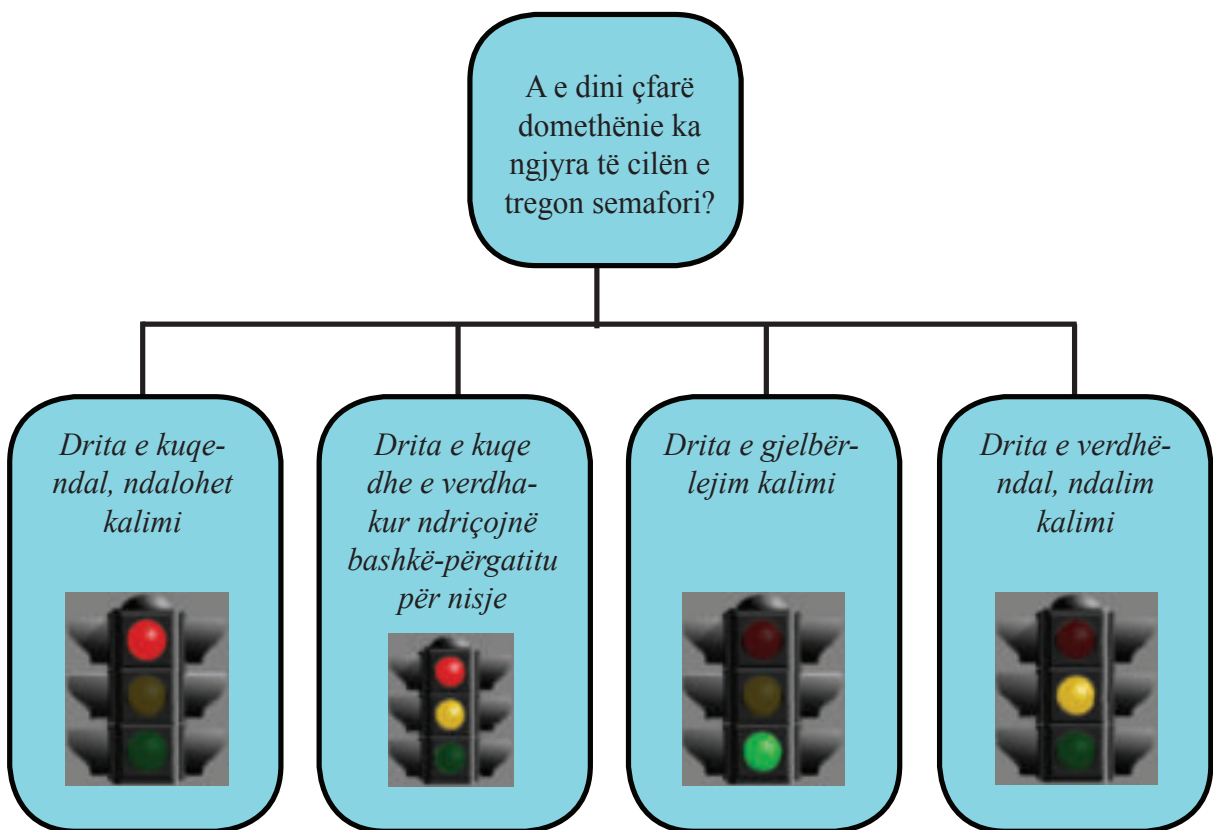 A e dini çfarë
domethënie ka
ngjyra të cilën e
tregon semafori?
Drita e kuqe-
ndal, ndalohet
kalimi
Drita e kuqe
dhe e verdha-
kur ndriçojnë
bashkë-përgatitu
për nisje
Drita e gjelbër-
lejim kalimi
Drita e verdhë-
ndal, ndalim
kalimi